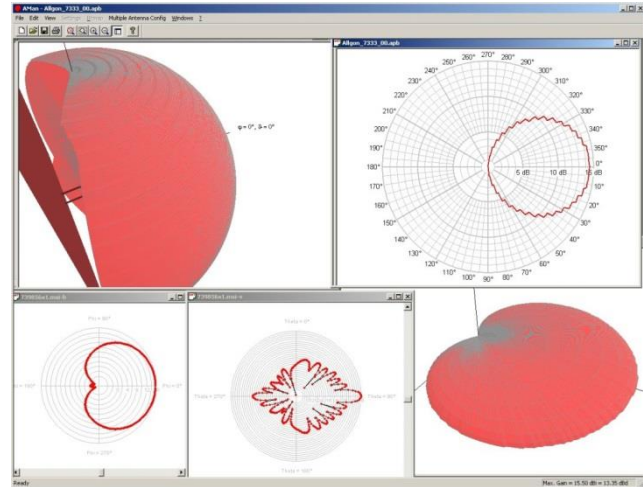 AMan - Allgon_7333_00.apb
File Edit View Settings Mirror Multiple Antenna Config Windows ?
φ = 0°, ϑ = 0°
Allgon_7333_00.apb
270°
260° 280°
250° 290°
240° 300°
230° 310°
220° 320°
210° 330°
200° 340°
190° 350°
180° 5 dB 10 dB 15 dB 0°
170° 10°
160° 20°
150° 30°
140° 40°
130° 50°
120° 60°
110° 70°
100° 80°
90°
Phi = 90°
Phi = 0°
Phi = 270°
Theta = 0°
Theta = 270°
Theta = 90°
Theta = 180°
Ready
Max. Gain = 15.50 dBi = 13.35 dBd